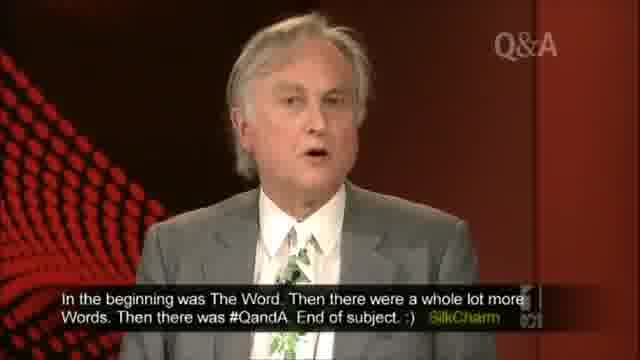 Q&A
In the beginning was The Word. Then there were a whole lot more
Words. Then there was #QandA. End of subject. :) SilkCharm